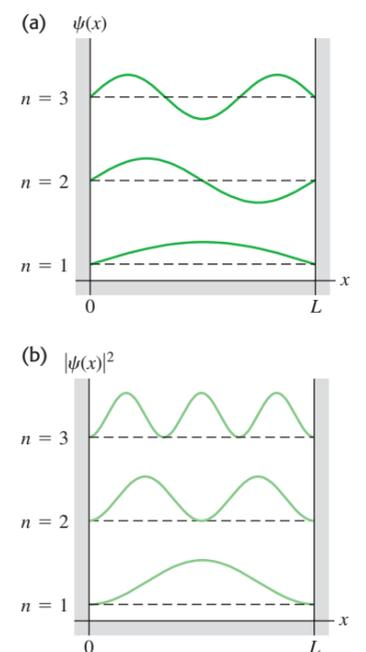 (a) ψ(x)
n = 3
n = 2
n = 1
x
0 L
(b) |ψ(x)|²
n = 3
n = 2
n = 1
x
0 L